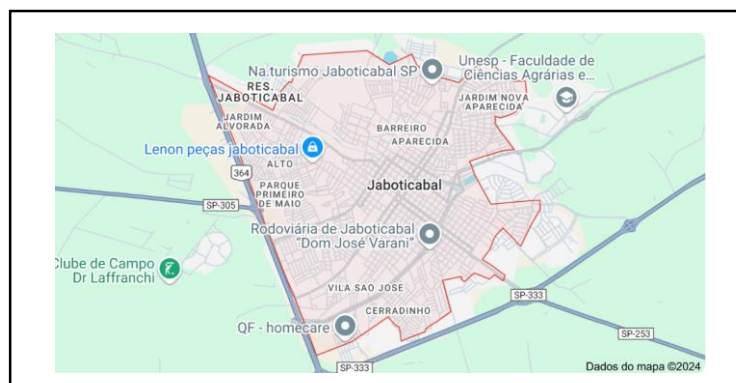 Na.turismo Jaboticabal SP
Unesp - Faculdade de
Ciências Agrárias e...
RES.
JABOTICABAL
JARDIM NOVA
APARECIDA
JARDIM
ALVORADA
BARREIRO
APARECIDA
Lenon peças jaboticabal
ALTO
364
PARQUE
PRIMEIRO
DE MAIO
Jaboticabal
SP-305
Rodoviária de Jaboticabal
"Dom José Varani"
Clube de Campo
Dr Laffranchi
VILA SAO JOSE
SP-333
CERRADINHO
QF - homecare
SP-253
SP-333
Dados do mapa ©2024